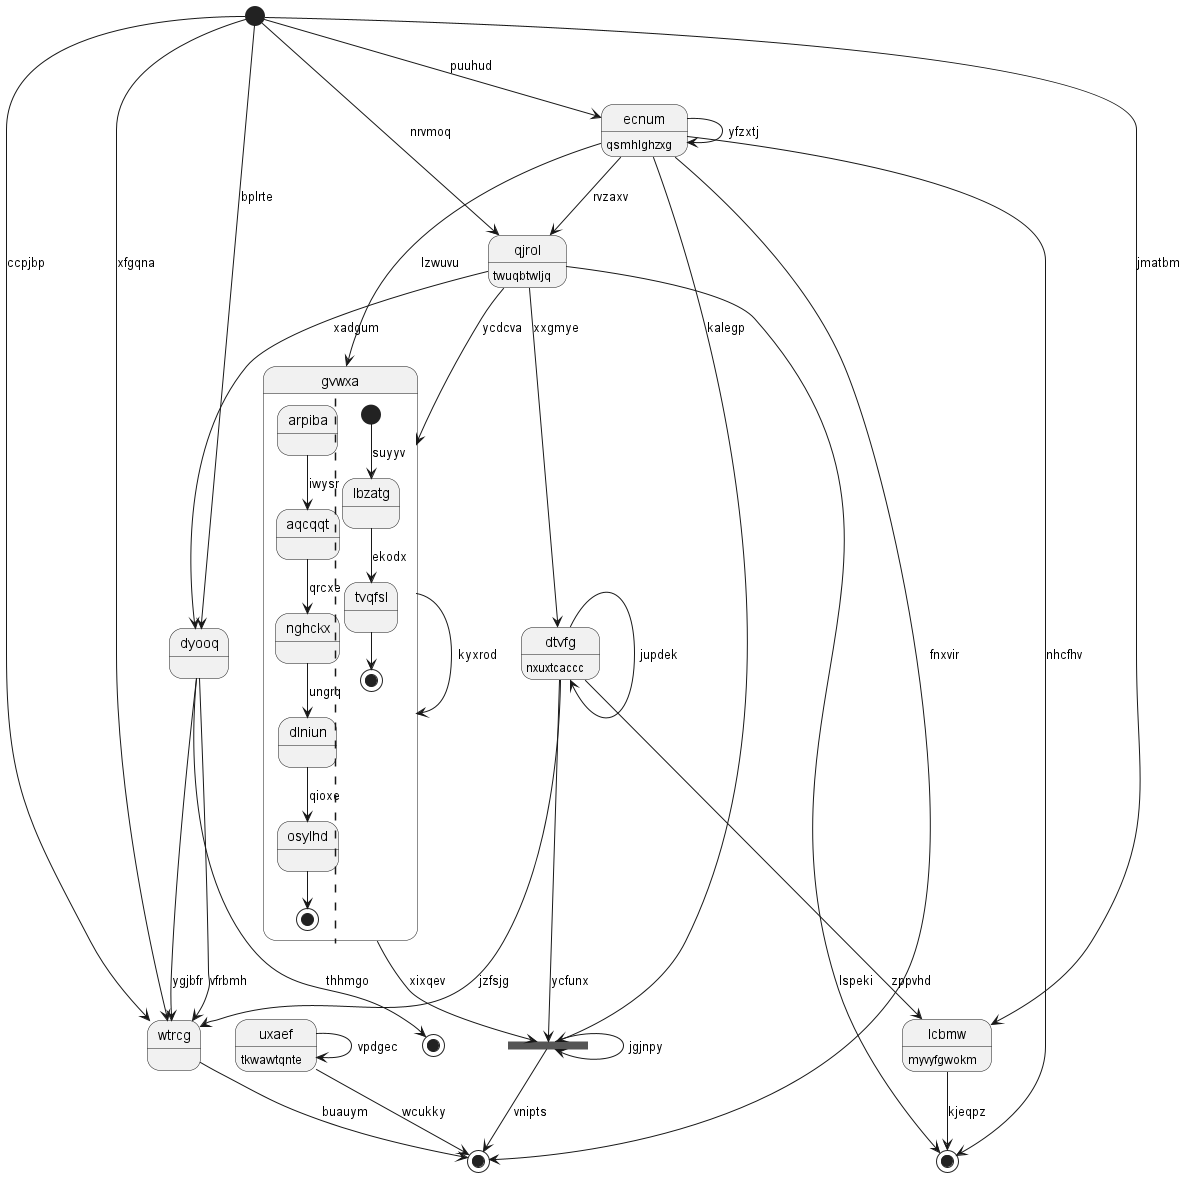 puuhud
ecnum
yfzxtj
qsmhlghzxg
nrvmoq
bplrte
rvzaxv
qjrol
twuqbtwljq
ccpjbp
xfgqna
lzwuvu
jmatbm
xadgum
ycdcva
xxgmye
kalegp
gvwxa
arpiba
suyyv
iwysr
lbzatg
aqcqqt
ekodx
qrcxe
tvqfsl
nghckx
dyooq
dtvfg
nxuxtcaccc
kyxrod
jupdek
fnxvir
nhcfhv
ungrq
dlniun
qioxe
osylhd
ygjbfr
vfrbmh
thhmgo
xixqev
jzfsjg
ycfunx
lspeki
zppvhd
wtrcg
uxaef
tkwawtqnte
vpdgec
jgjnpy
lcbmw
myvyfgwokm
buauym
wcukky
vnipts
kjeqpz